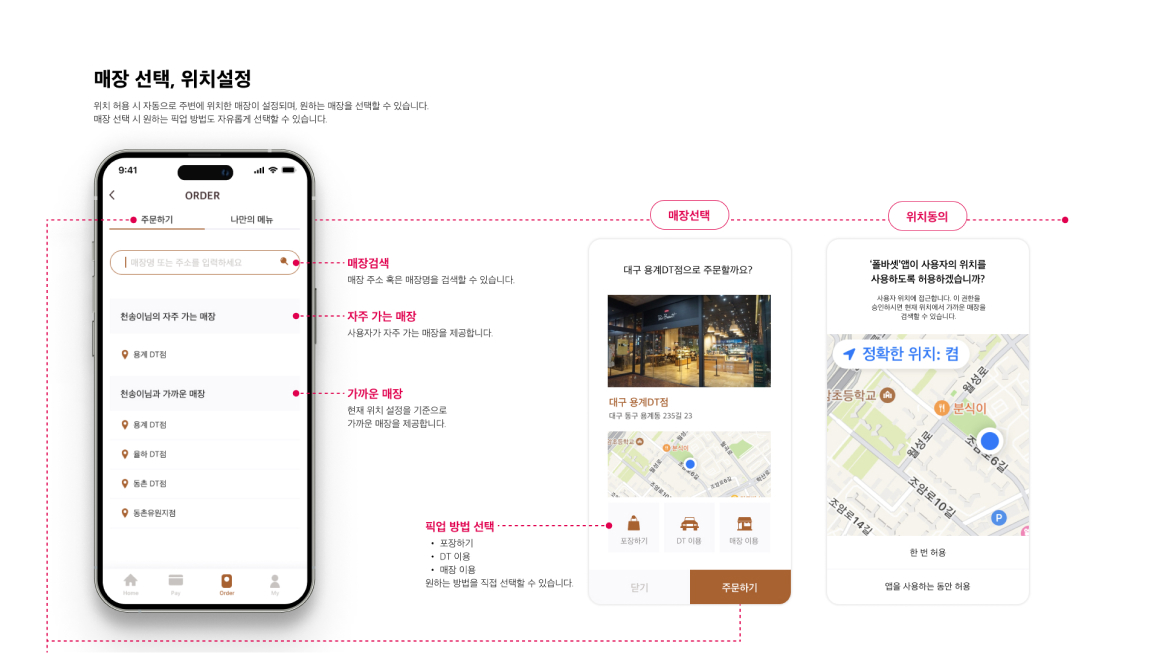 매장 선택, 위치설정
위치 허용 시 자동으로 주변에 위치한 매장이 설정되며, 원하는 매장을 선택할 수 있습니다.
매장 선택 시 원하는 픽업 방법도 자유롭게 선택할 수 있습니다.
9:41
ORDER
주문하기
나만의 메뉴
매장명 또는 주소를 입력하세요
천송이님의 자주 가는 매장
용계 DT점
천송이님과 가까운 매장
용계 DT점
율하 DT점
동촌 DT점
동촌유원지점
Home
Pay
Order
My
매장검색
매장 주소 혹은 매장명을 검색할 수 있습니다.
자주 가는 매장
사용자가 자주 가는 매장을 제공합니다.
가까운 매장
현재 위치 설정을 기준으로
가까운 매장을 제공합니다.
픽업 방법 선택
• 포장하기
• DT 이용
• 매장 이용
원하는 방법을 직접 선택할 수 있습니다.
매장선택
대구 용계DT점으로 주문할까요?
대구 용계DT점
대구 동구 용계동 235길 23
분식이
월성로
조암로6길
포장하기
DT 이용
매장 이용
닫기
주문하기
위치동의
'폴바셋'앱이 사용자의 위치를
사용하도록 허용하겠습니까?
사용자 위치에 접근합니다. 이 권한을
승인하시면 현재 위치에서 가까운 매장을
검색할 수 있습니다.
정확한 위치: 켬
월성로
암초등학교
분식이
월성로
조암로6길
조암로10길
조암로14길
P
한 번 허용
앱을 사용하는 동안 허용